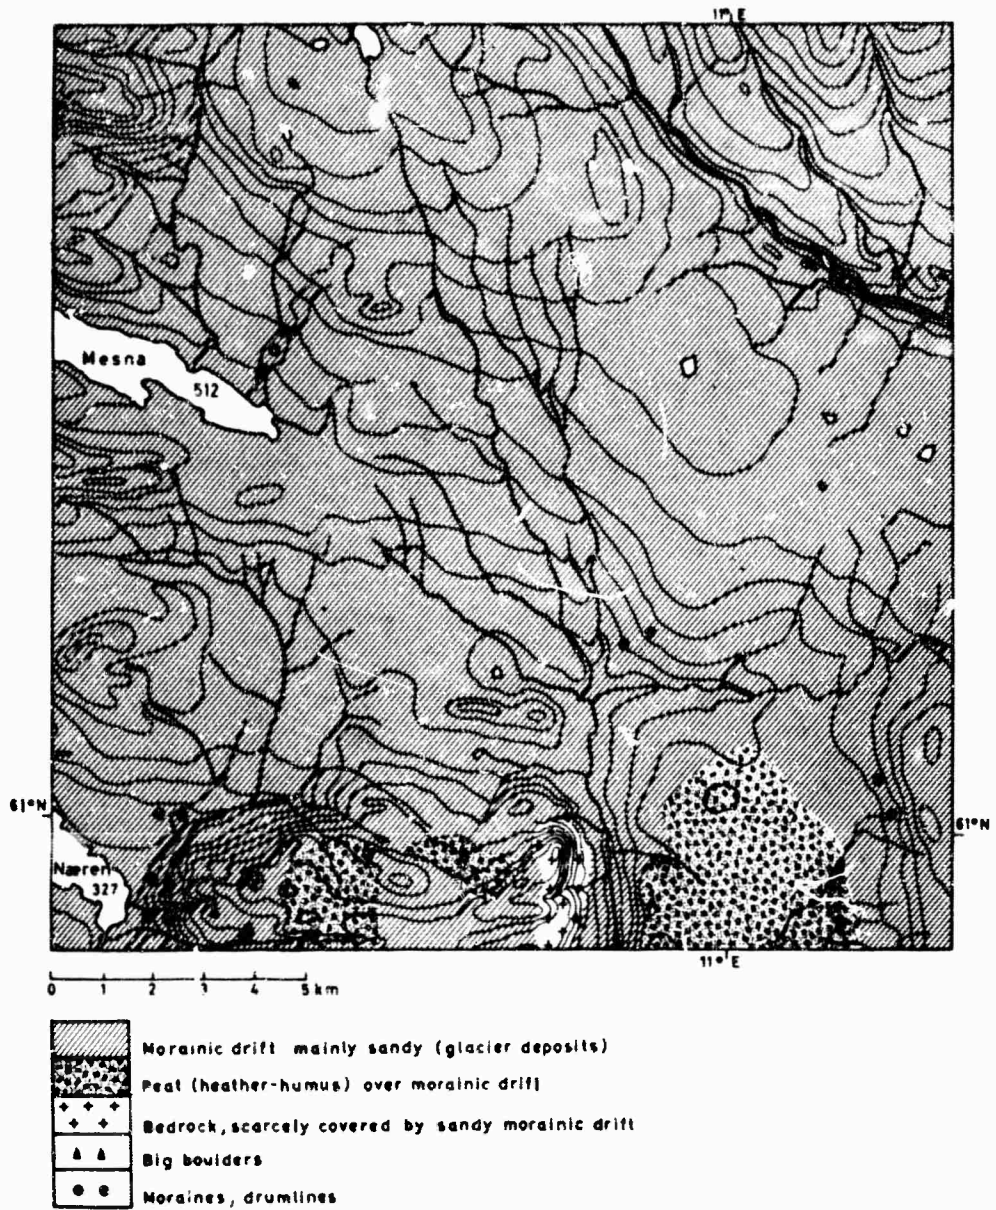 11° E
Mesna
512
61°N
61°N
Næren
327
11° E
0 1 2 3 4 5 km
Morainic drift mainly sandy (glacier deposits)
Peat (heather-humus) over morainic drift
Bedrock, scarcely covered by sandy morainic drift
Big boulders
Moraines, drumlines